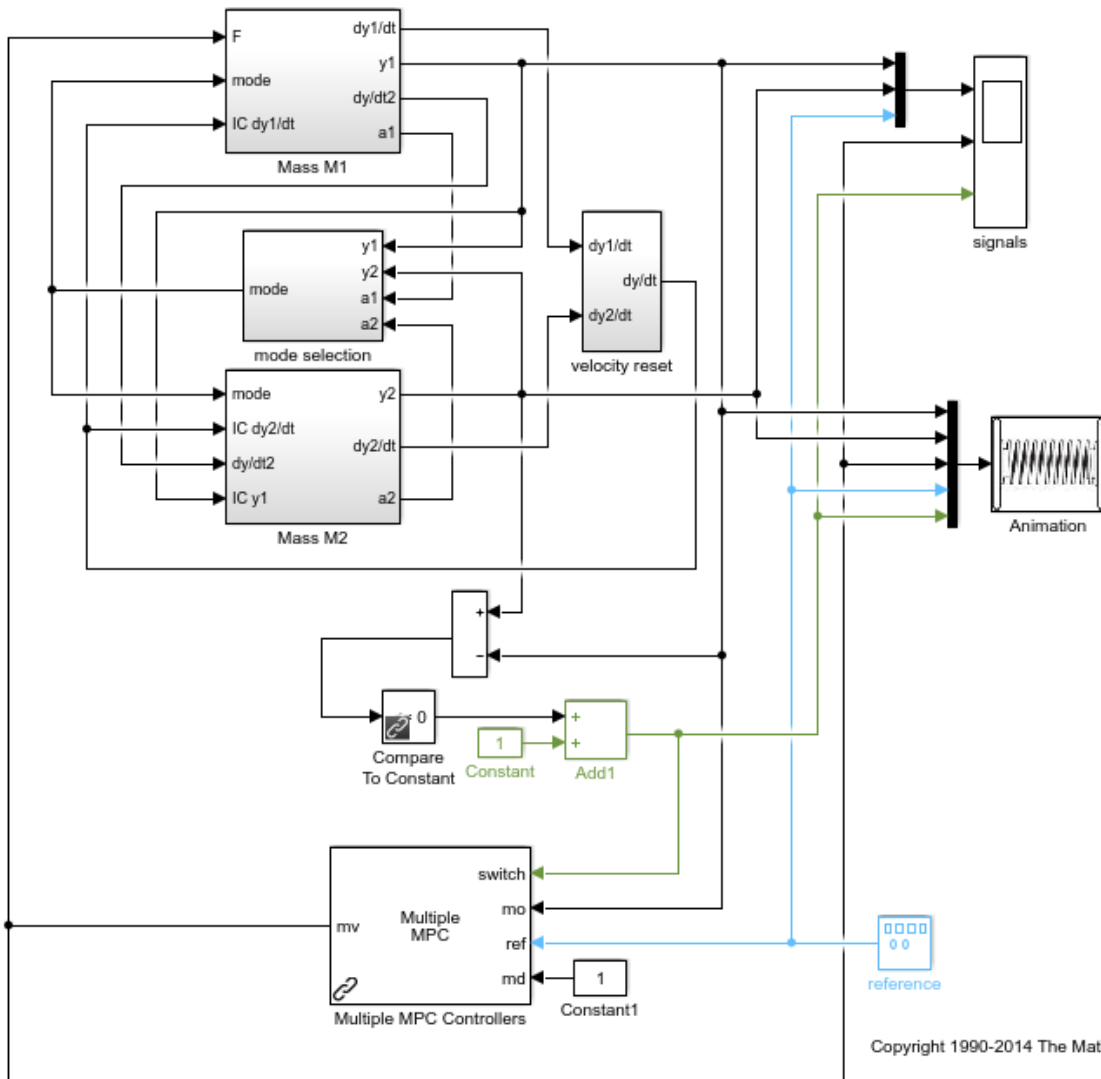 F
mode
IC dy1/dt
dy1/dt
y1
dy/dt2
a1
Mass M1
mode
y1
y2
a1
a2
mode selection
dy1/dt
dy2/dt
dy/dt
velocity reset
signals
mode
IC dy2/dt
dy/dt2
IC y1
y2
dy2/dt
a2
Mass M2
Animation
+
−
0
Compare
To Constant
1
Constant
+
+
Add1
mv
Multiple
MPC
switch
mo
ref
md
Multiple MPC Controllers
1
Constant1
0 0
reference
Copyright 1990-2014 The Mat